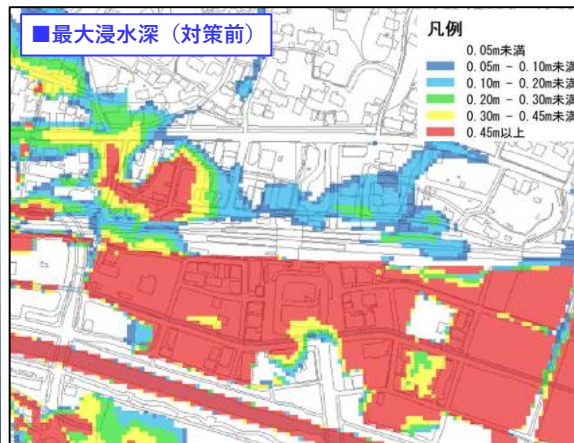 ■最大浸水深（対策前）
凡例
0.05m未満
0.05m - 0.10m未満
0.10m - 0.20m未満
0.20m - 0.30m未満
0.30m - 0.45m未満
0.45m以上